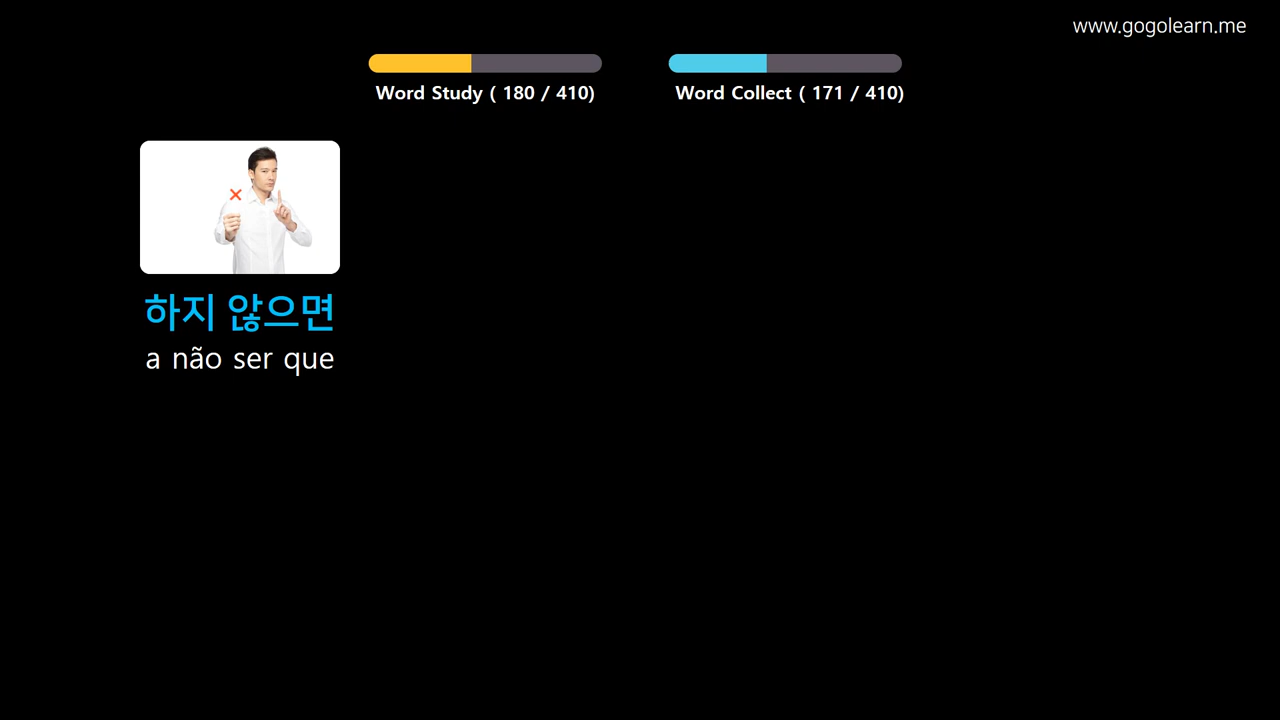 www.gogolearn.me
Word Study ( 180 / 410)
Word Collect ( 171 / 410)
하지 않으면
a não ser que